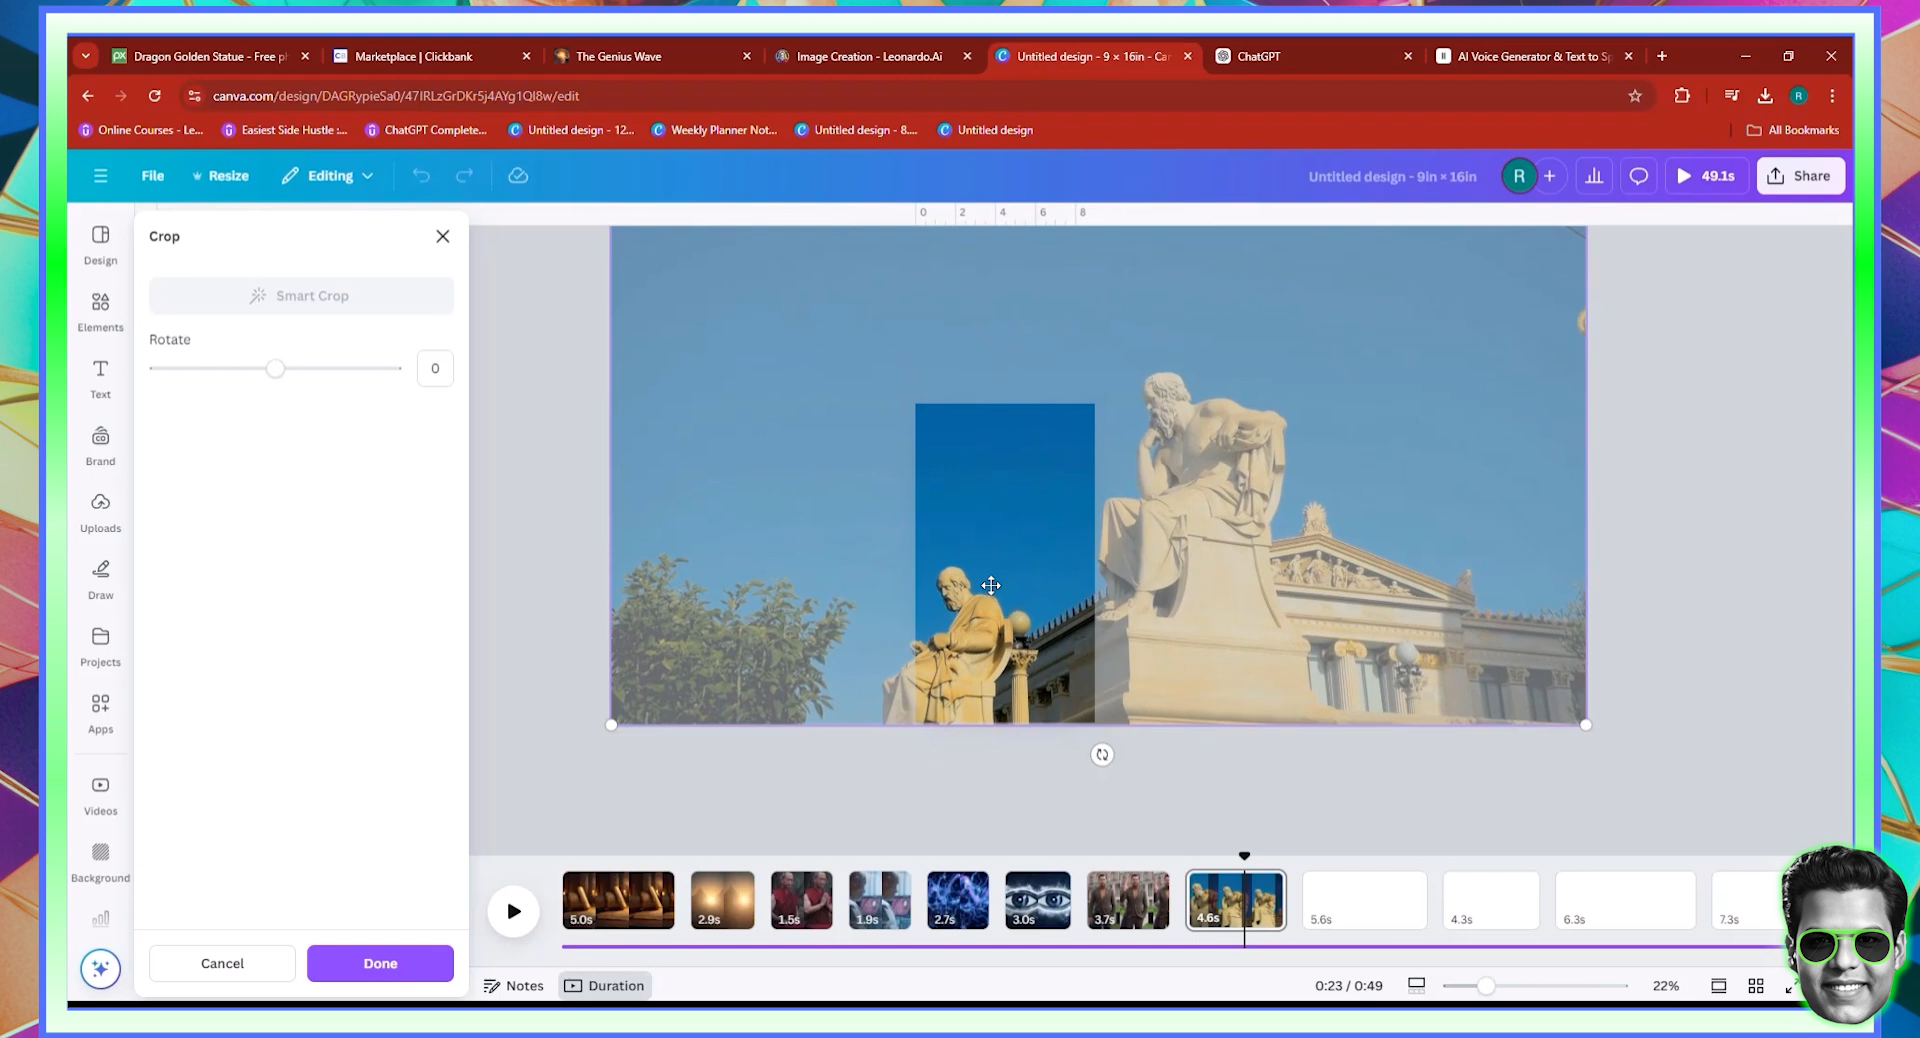 Dragon Golden Statue - Free ph
Marketplace | Clickbank
The Genius Wave
Image Creation - Leonardo.Ai
Untitled design - 9 × 16in - Can
ChatGPT
AI Voice Generator & Text to Sp
canva.com/design/DAGRypieSa0/47IRLzGrDKr5j4AYg1Ql8w/edit
R
Online Courses - Le...
Easiest Side Hustle :...
ChatGPT Complete...
Untitled design - 12...
Weekly Planner Not...
Untitled design - 8....
Untitled design
All Bookmarks
File
Resize
Editing
Untitled design - 9in × 16in
R
49.1s
Share
0 2 4 6 8
Crop
Smart Crop
Rotate
0
Design
Elements
Text
Brand
Uploads
Draw
Projects
Apps
Videos
Background
Cancel
Done
5.0s
2.9s
1.5s
1.9s
2.7s
3.0s
3.7s
4.6s
5.6s
4.3s
6.3s
7.3s
Notes
Duration
0:23 / 0:49
22%